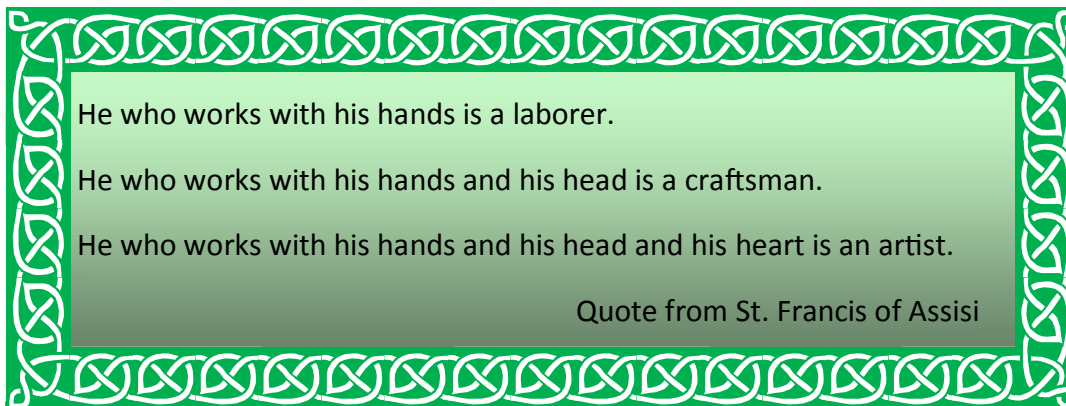 He who works with his hands is a laborer.
He who works with his hands and his head is a craftsman.
He who works with his hands and his head and his heart is an artist.
Quote from St. Francis of Assisi